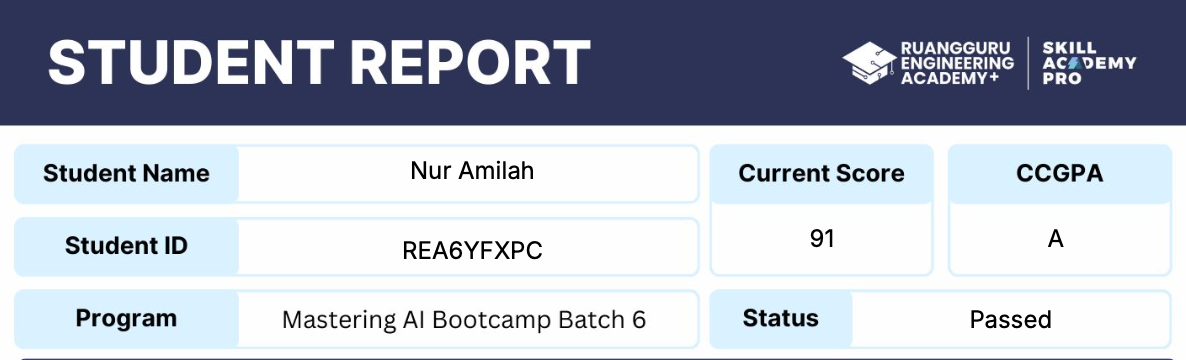 STUDENT REPORT
RUANGGURU
ENGINEERING
ACADEMY+
SKILL
ACADEMY
PRO
Student Name
Nur Amilah
Current Score
CCGPA
Student ID
REA6YFXPC
91
A
Program
Mastering AI Bootcamp Batch 6
Status
Passed